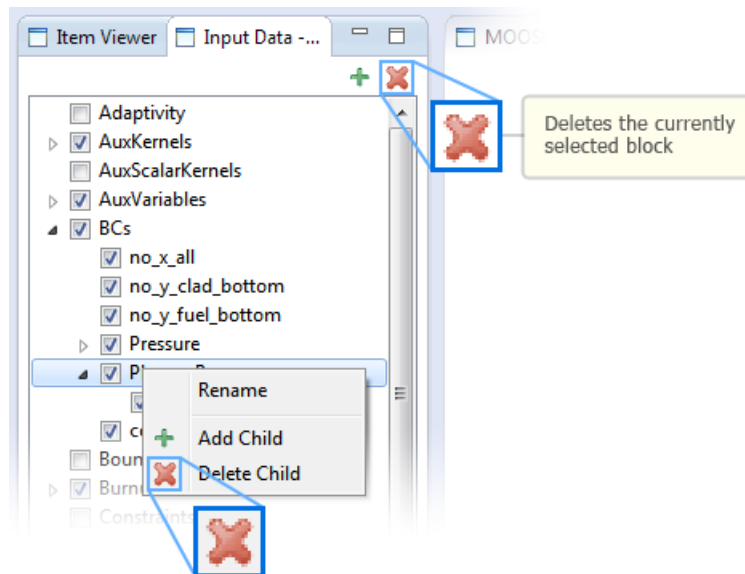 Item Viewer
Input Data -...
Adaptivity
AuxKernels
AuxScalarKernels
AuxVariables
BCs
no_x_all
no_y_clad_bottom
no_y_fuel_bottom
Pressure
Rename
Add Child
Delete Child
Constraints
Deletes the currently
selected block